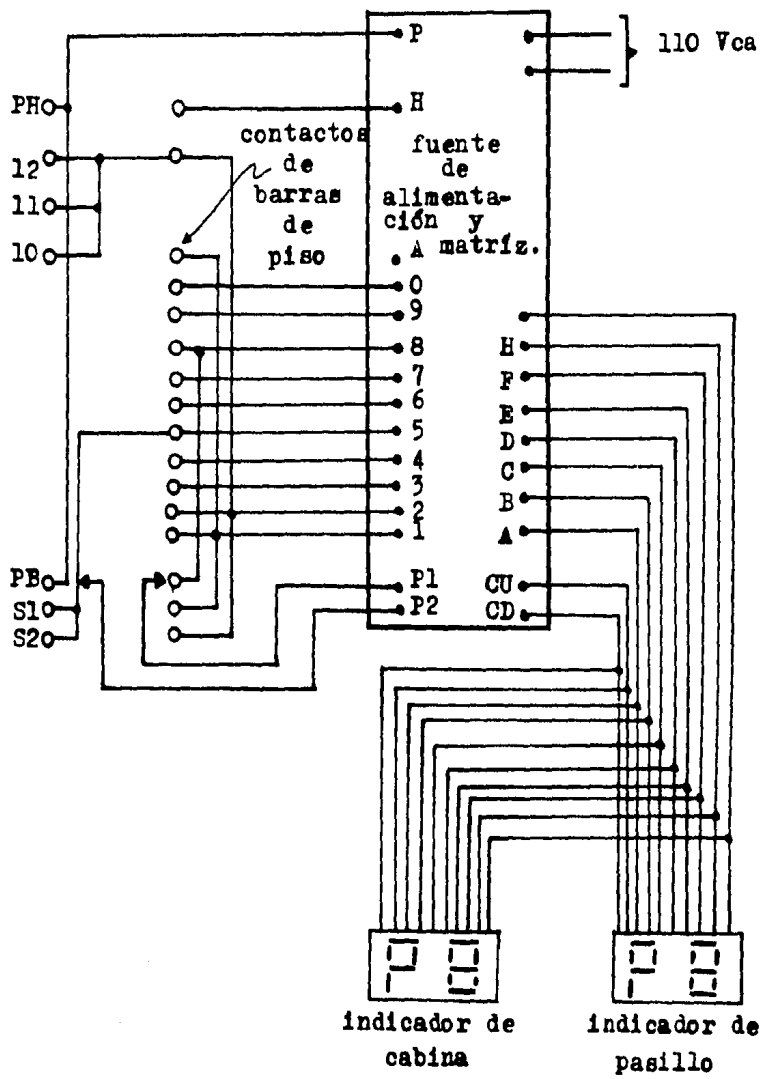 P
110 Vca
PH
H
12
11
10
contactos
de
barras
de
piso
fuente
de
alimenta-
ción y
matríz.
A
0
9
8
7
6
5
4
3
2
1
P1
P2
H
F
E
D
C
B
A
CU
CD
PB
S1
S2
P 8
P 8
indicador de
cabina
indicador de
pasillo